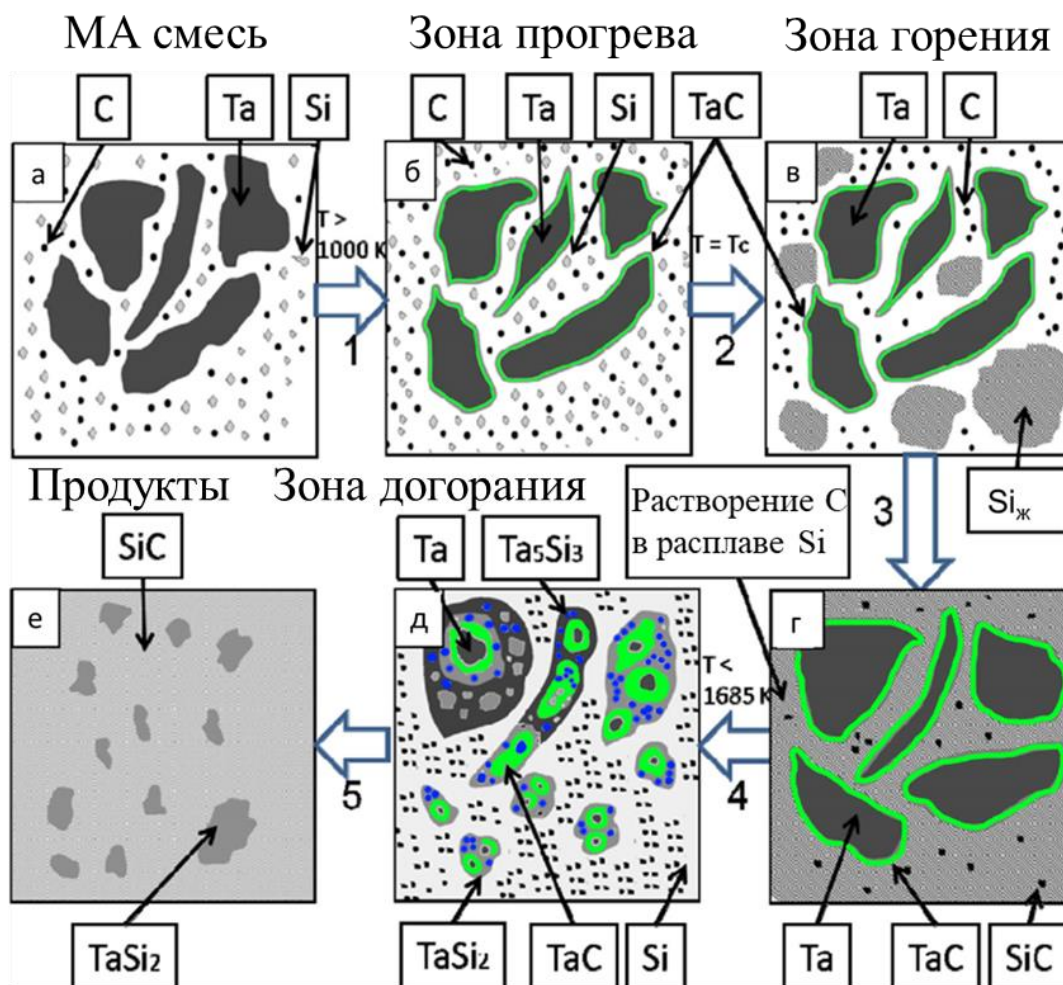 МА смесь
Зона прогрева
Зона горения
C
Ta
Si
C
Ta
Si
TaC
Ta
C
а
б
в
T >
1000 K
1
T = Tc
2
3
Siж
Продукты
Зона догорания
Растворение С
в расплаве Si
SiC
Ta
Ta5Si3
е
д
г
T <
1685 K
5
4
TaSi2
TaSi2
TaC
Si
Ta
TaC
SiC